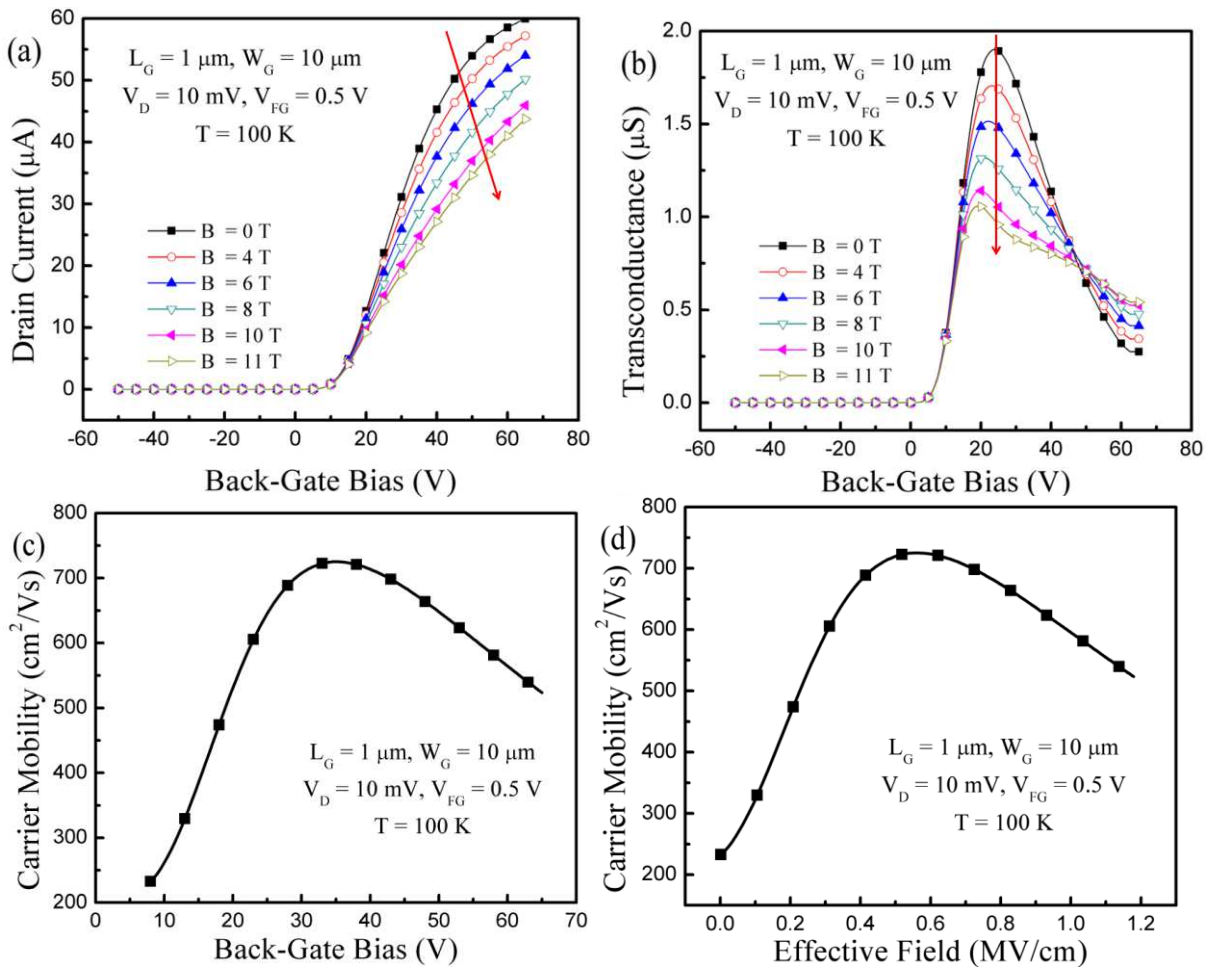 (a)
L_G = 1 μm, W_G = 10 μm
V_D = 10 mV, V_FG = 0.5 V
T = 100 K
B = 0 T
B = 4 T
B = 6 T
B = 8 T
B = 10 T
B = 11 T
Drain Current (μA)
60
50
40
30
20
10
0
-60 -40 -20 0 20 40 60 80
Back-Gate Bias (V)
(b)
L_G = 1 μm, W_G = 10 μm
V_D = 10 mV, V_FG = 0.5 V
T = 100 K
B = 0 T
B = 4 T
B = 6 T
B = 8 T
B = 10 T
B = 11 T
Transconductance (μS)
2.0
1.5
1.0
0.5
0.0
-60 -40 -20 0 20 40 60 80
Back-Gate Bias (V)
(c)
Carrier Mobility (cm²/Vs)
800
700
600
500
400
300
200
L_G = 1 μm, W_G = 10 μm
V_D = 10 mV, V_FG = 0.5 V
T = 100 K
0 10 20 30 40 50 60 70
Back-Gate Bias (V)
(d)
Carrier Mobility (cm²/Vs)
800
700
600
500
400
300
200
L_G = 1 μm, W_G = 10 μm
V_D = 10 mV, V_FG = 0.5 V
T = 100 K
0.0 0.2 0.4 0.6 0.8 1.0 1.2
Effective Field (MV/cm)